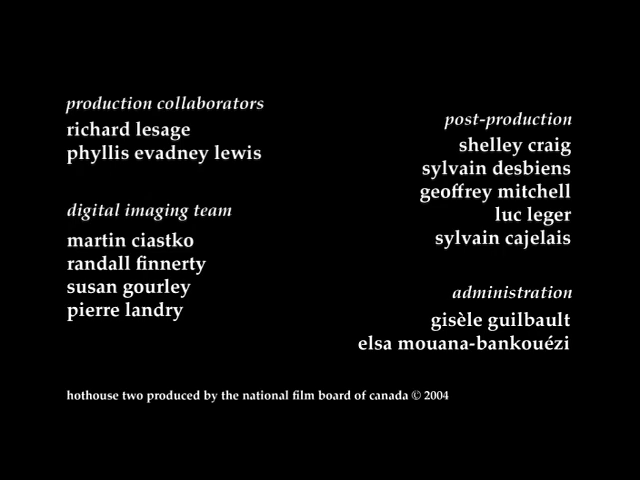 production collaborators
richard lesage
phyllis evadney lewis
digital imaging team
martin ciastko
randall finnerty
susan gourley
pierre landry
post-production
shelley craig
sylvain desbiens
geoffrey mitchell
luc leger
sylvain cajelais
administration
gisèle guilbault
elsa mouana-bankouézi
hothouse two produced by the national film board of canada © 2004